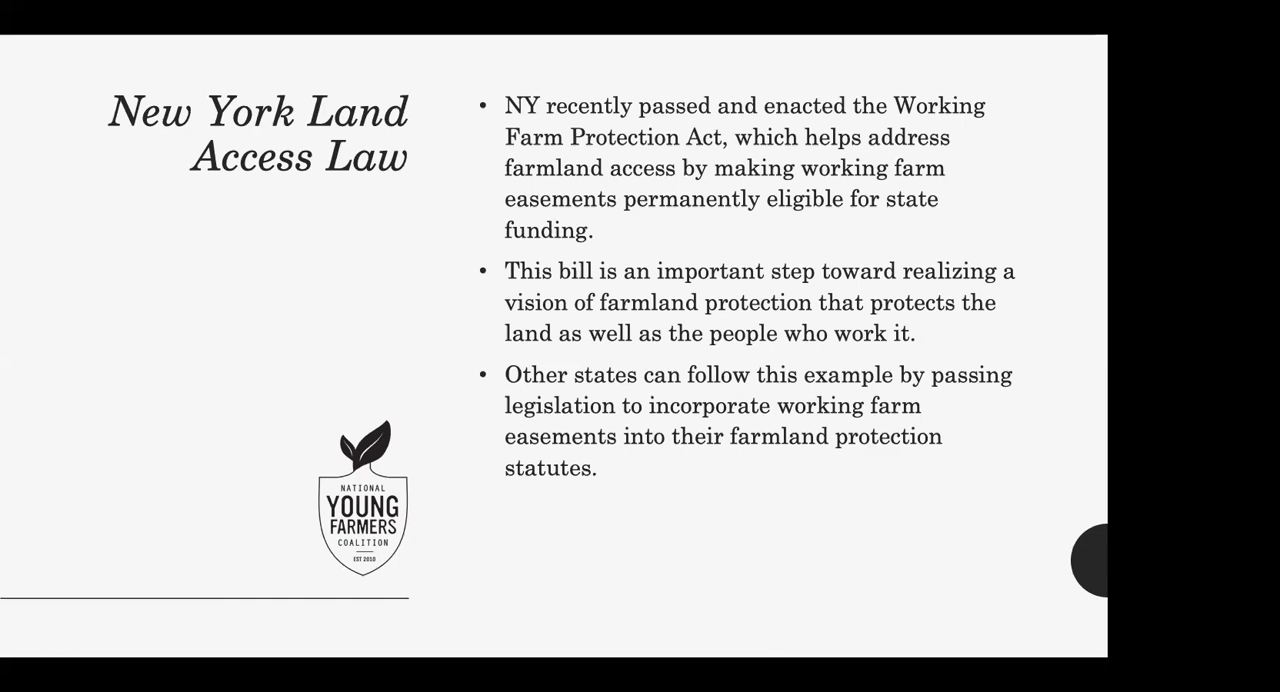 New York Land
Access Law
• NY recently passed and enacted the Working
Farm Protection Act, which helps address
farmland access by making working farm
easements permanently eligible for state
funding.
• This bill is an important step toward realizing a
vision of farmland protection that protects the
land as well as the people who work it.
• Other states can follow this example by passing
legislation to incorporate working farm
easements into their farmland protection
statutes.
NATIONAL
YOUNG
FARMERS
COALITION
EST 2010